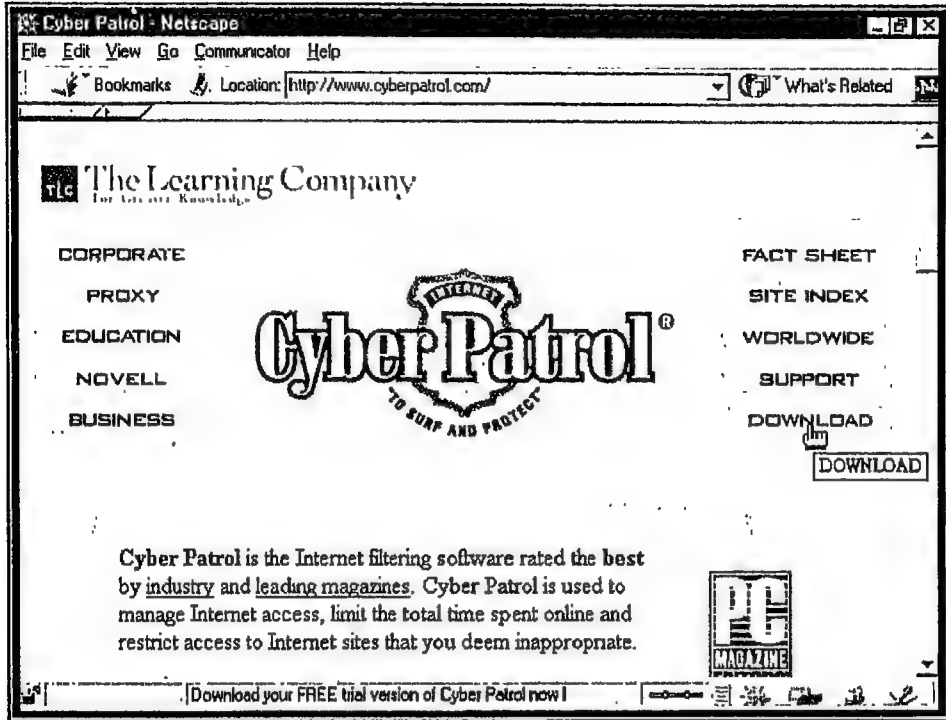 Cyber Patrol - Netscape
File Edit View Go Communicator Help
Bookmarks Location: http://www.cyberpatrol.com/ What's Related
TLC The Learning Company
CORPORATE
PROXY
EDUCATION
NOVELL
BUSINESS
INTERNET
Cyber Patrol®
"TO SURF AND PROTECT"
FACT SHEET
SITE INDEX
WORLDWIDE
SUPPORT
DOWNLOAD
DOWNLOAD
Cyber Patrol is the Internet filtering software rated the best
by industry and leading magazines. Cyber Patrol is used to
manage Internet access, limit the total time spent online and
restrict access to Internet sites that you deem inappropriate.
PC
MAGAZINE
Download your FREE trial version of Cyber Patrol now !